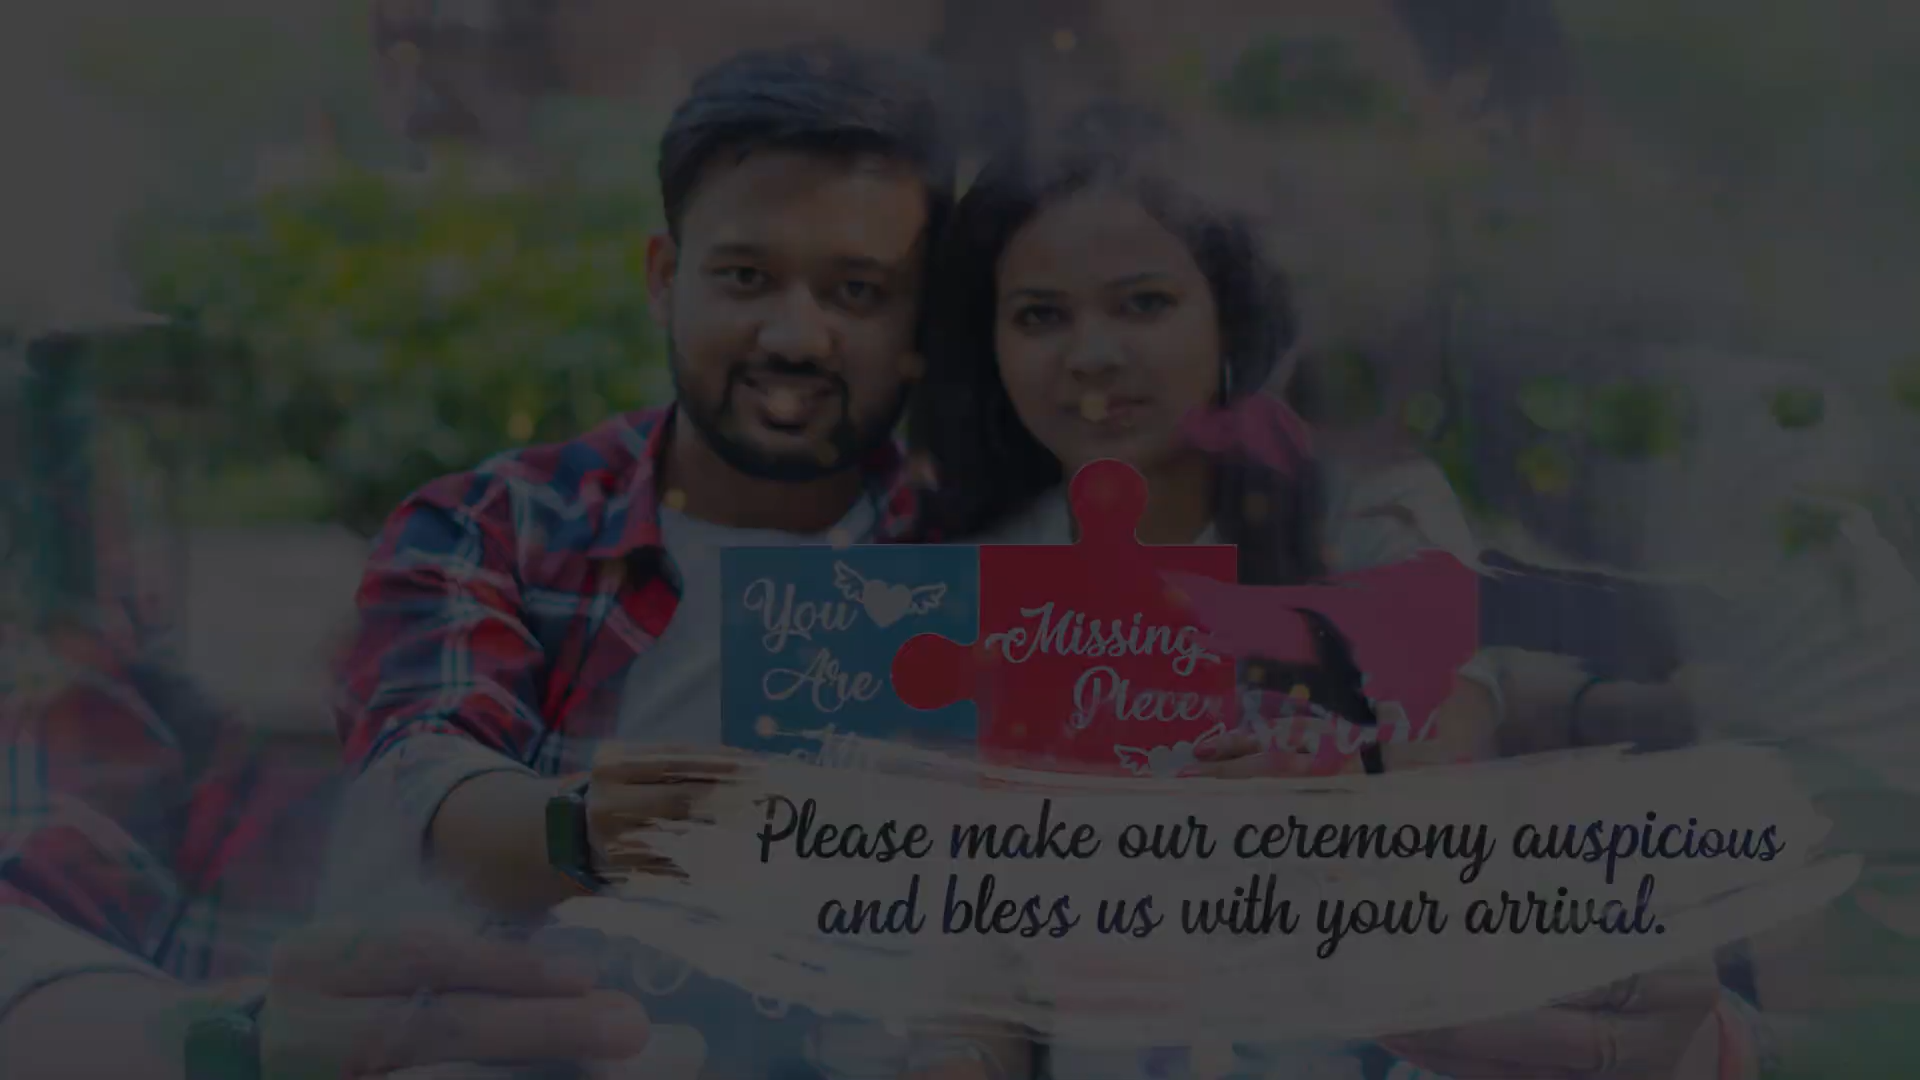 You
Are
Missing
Piece
Please make our ceremony auspicious
and bless us with your arrival.